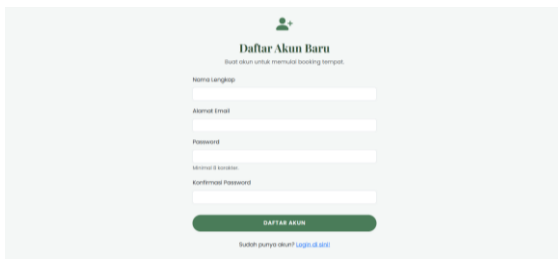 Daftar Akun Baru
Buat akun untuk memulai booking tempat.
Nama Lengkap
Alamat Email
Password
Minimal 8 karakter.
Konfirmasi Password
DAFTAR AKUN
Sudah punya akun? Login di sini!